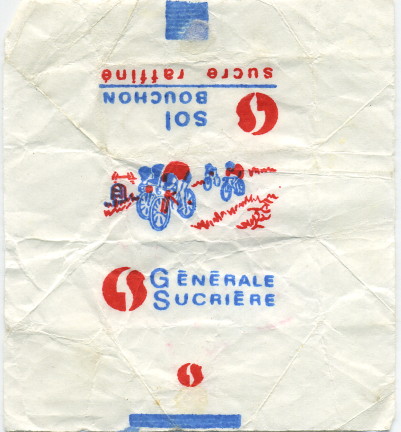 sol
BOUCHON
sucre raffiné
GÉNÉRALE
SUCRIÈRE